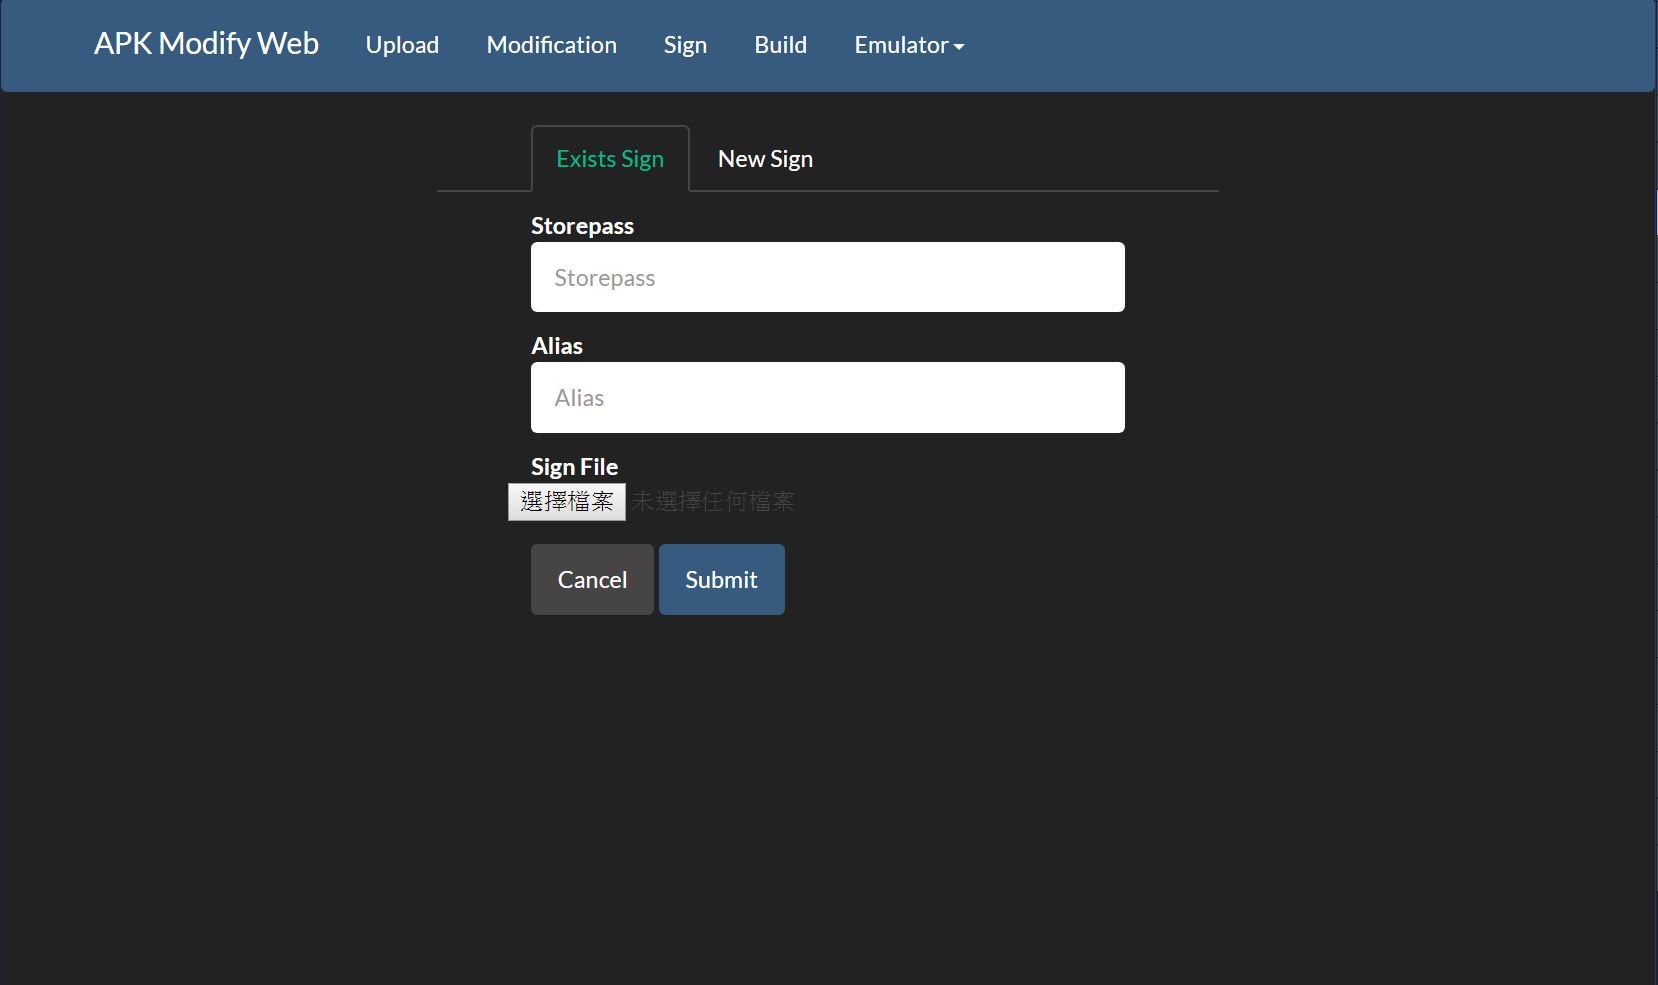 APK Modify Web Upload Modification Sign Build Emulator
Exists Sign New Sign
Storepass
Storepass
Alias
Alias
Sign File
選擇檔案 未選擇任何檔案
Cancel Submit